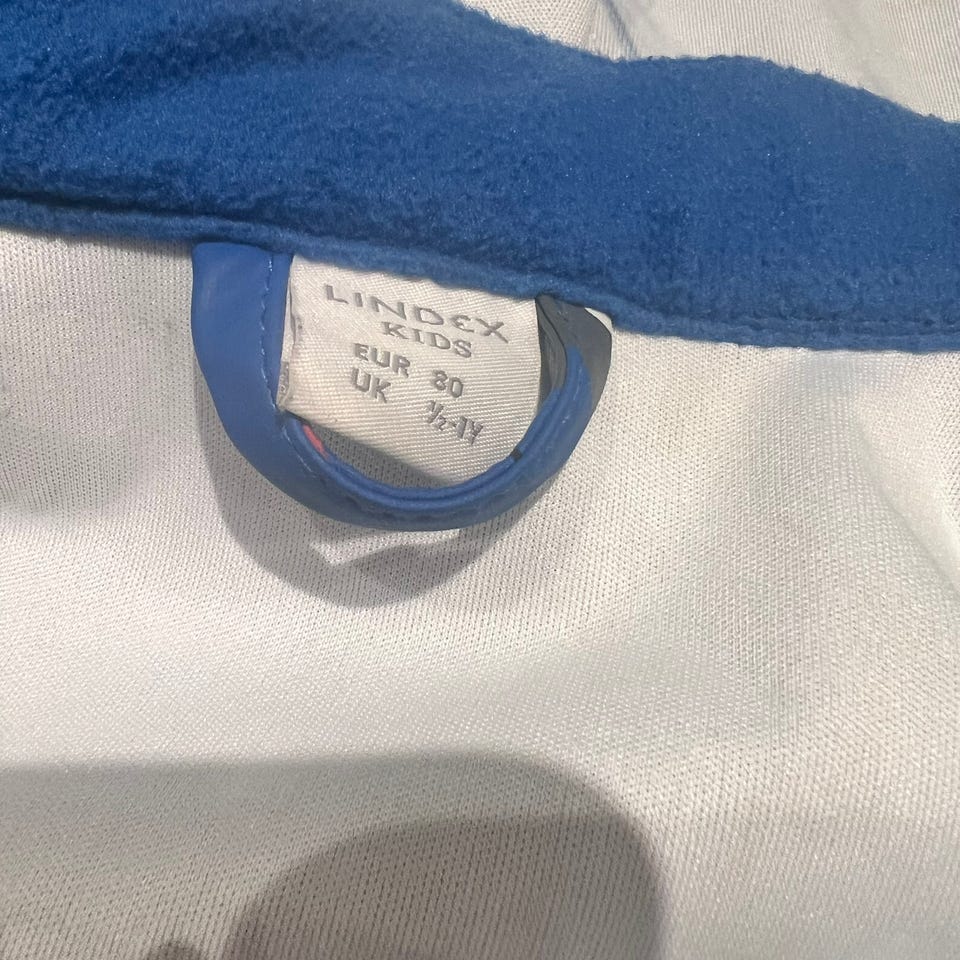 LINDEX
KIDS
EUR 80
UK ½-1Y